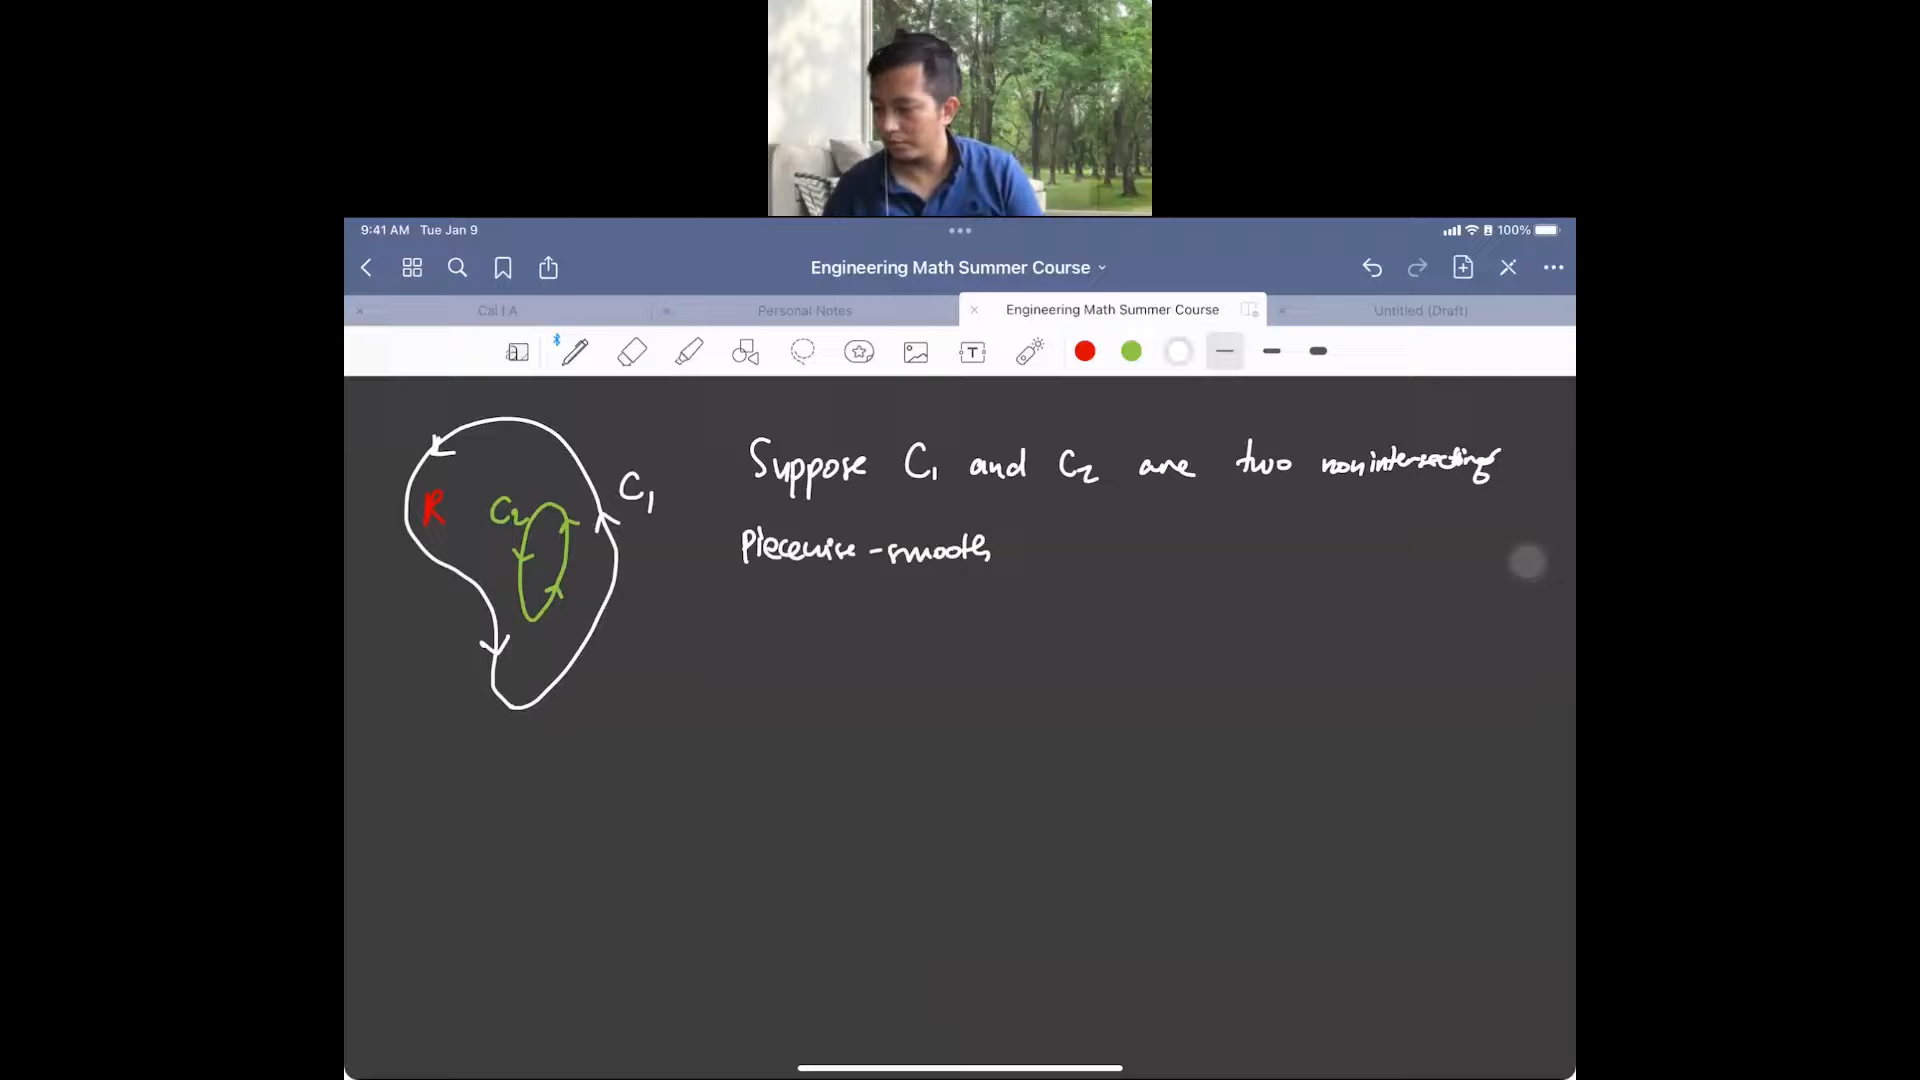 9:41 AM Tue Jan 9
100%
Engineering Math Summer Course
Cal I A
Personal Notes
Engineering Math Summer Course
Untitled (Draft)
Suppose C₁ and C₂ are two nonintersecting
Piecewise-smooth
C₁
R
C₂